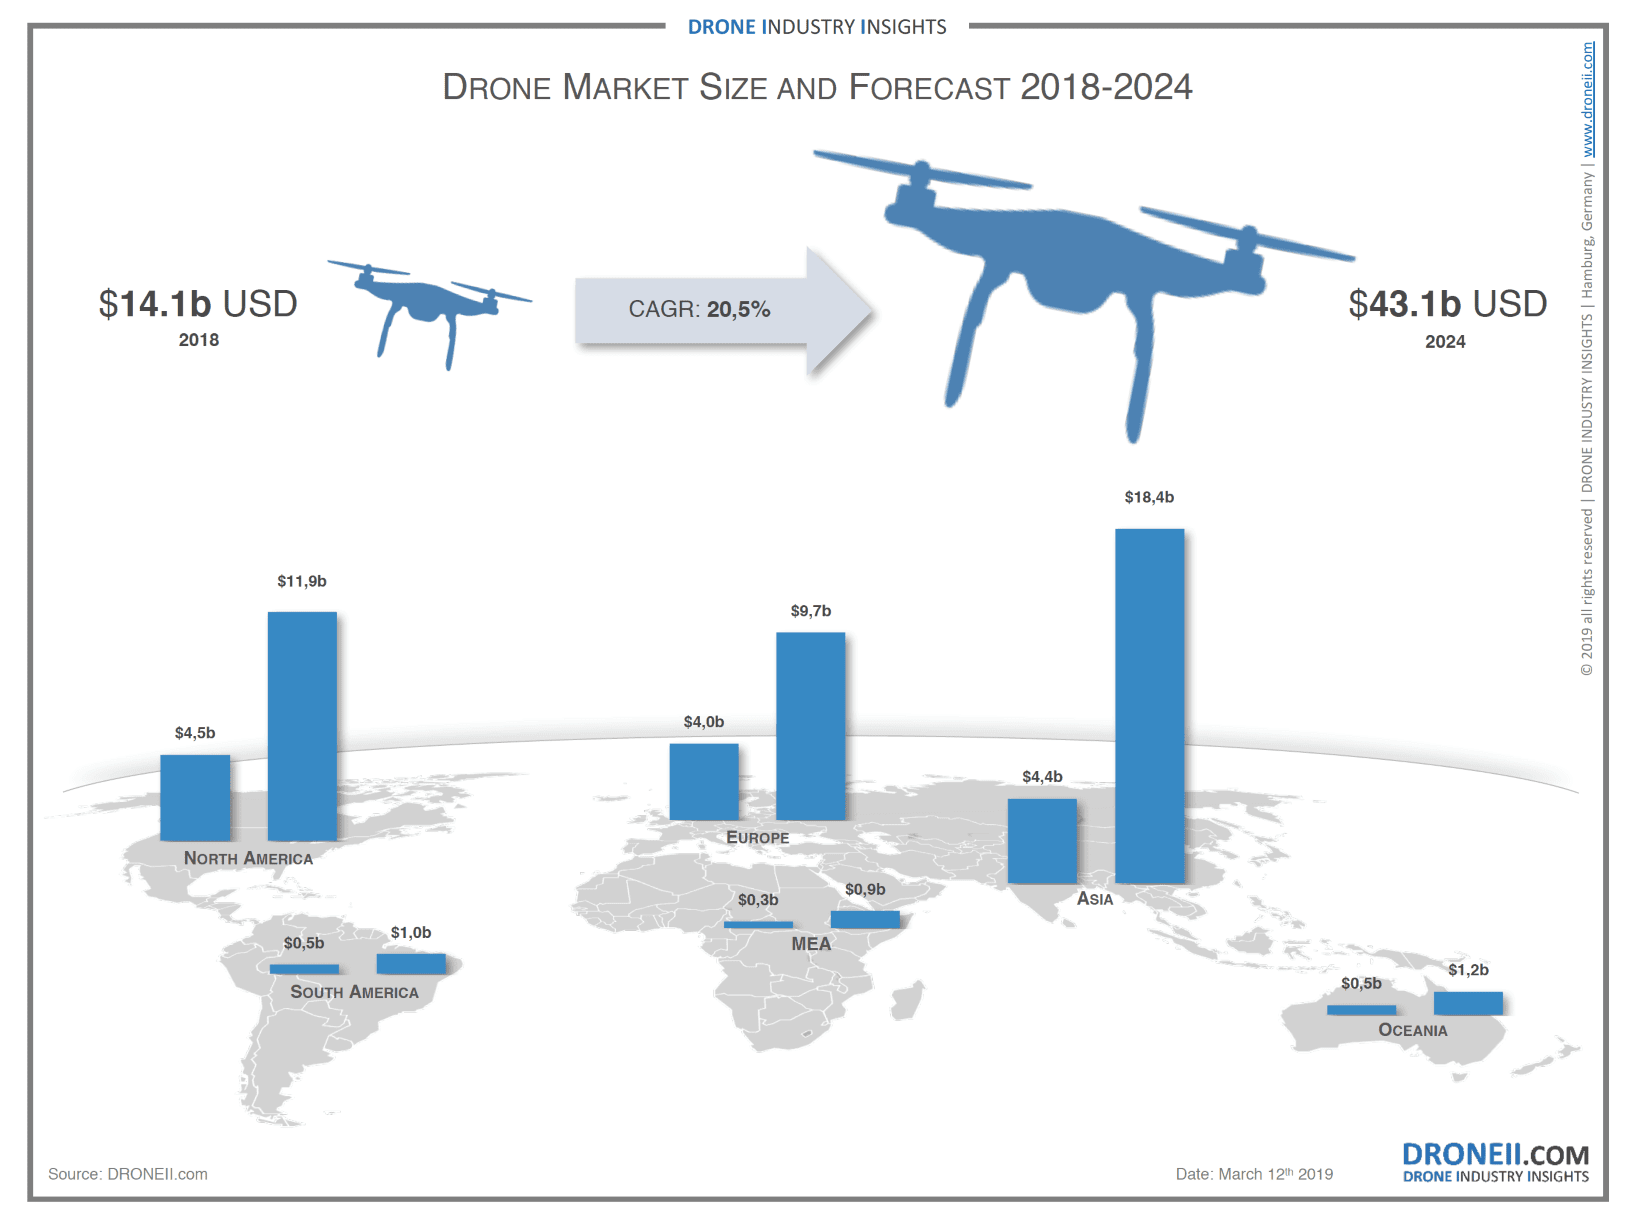 DRONE INDUSTRY INSIGHTS
DRONE MARKET SIZE AND FORECAST 2018-2024
© 2019 all rights reserved | DRONE INDUSTRY INSIGHTS | Hamburg, Germany | www.droneii.com
$14.1b USD
2018
CAGR: 20,5%
$43.1b USD
2024
$4,5b
$11,9b
NORTH AMERICA
$4,0b
$9,7b
EUROPE
$4,4b
$18,4b
ASIA
$0,5b
$1,0b
SOUTH AMERICA
$0,3b
$0,9b
MEA
$0,5b
$1,2b
OCEANIA
Source: DRONEII.com
Date: March 12th 2019
DRONEII.COM
DRONE INDUSTRY INSIGHTS